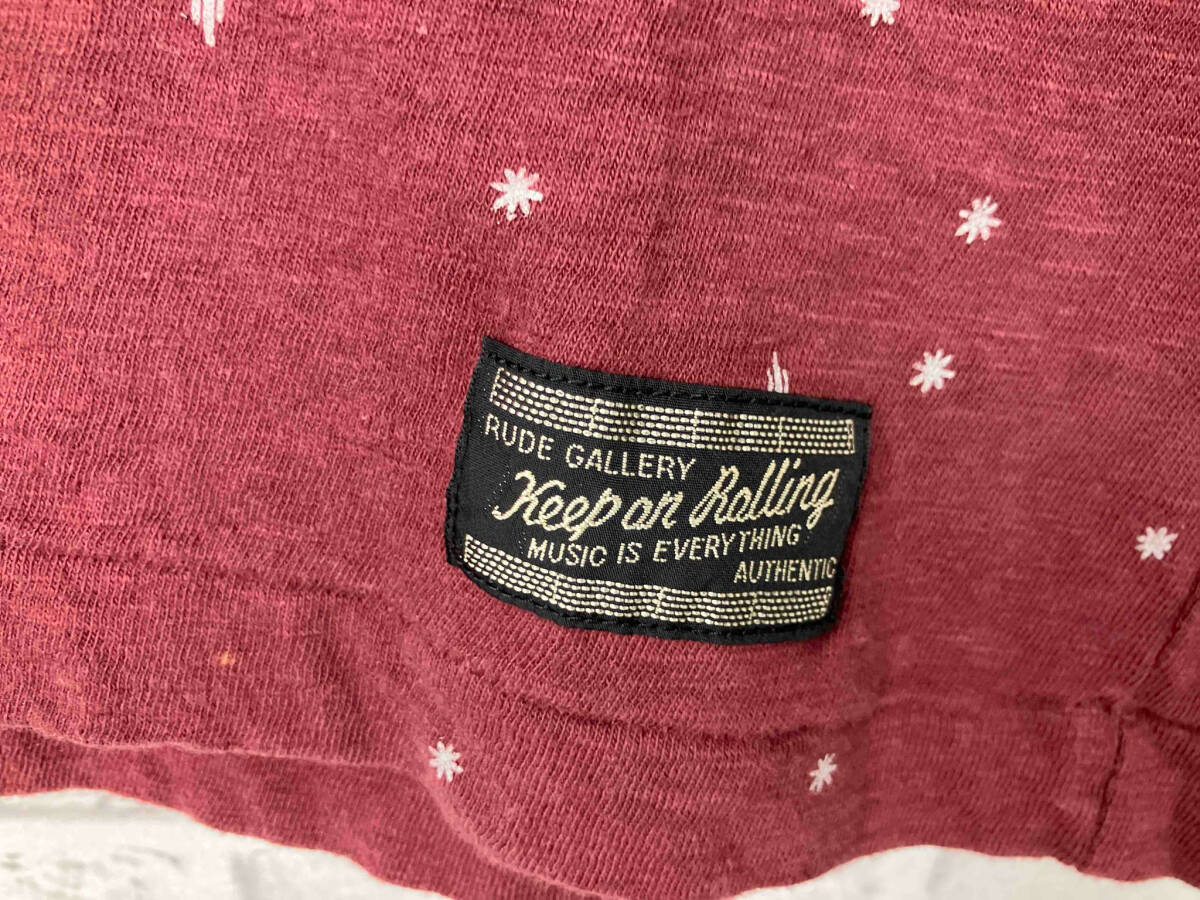 RUDE GALLERY
Keep on Rolling
MUSIC IS EVERYTHING
AUTHENTIC